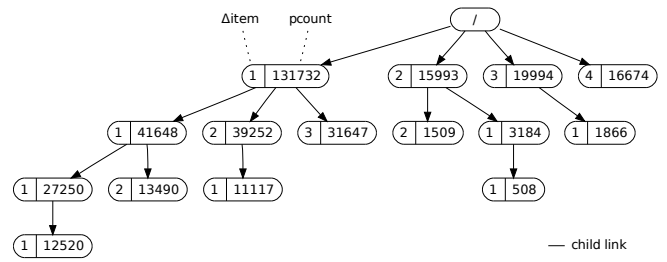 Δitem pcount /
1 131732 2 15993 3 19994 4 16674
1 41648 2 39252 3 31647 2 1509 1 3184 1 1866
1 27250 2 13490 1 11117 1 508
1 12520 child link